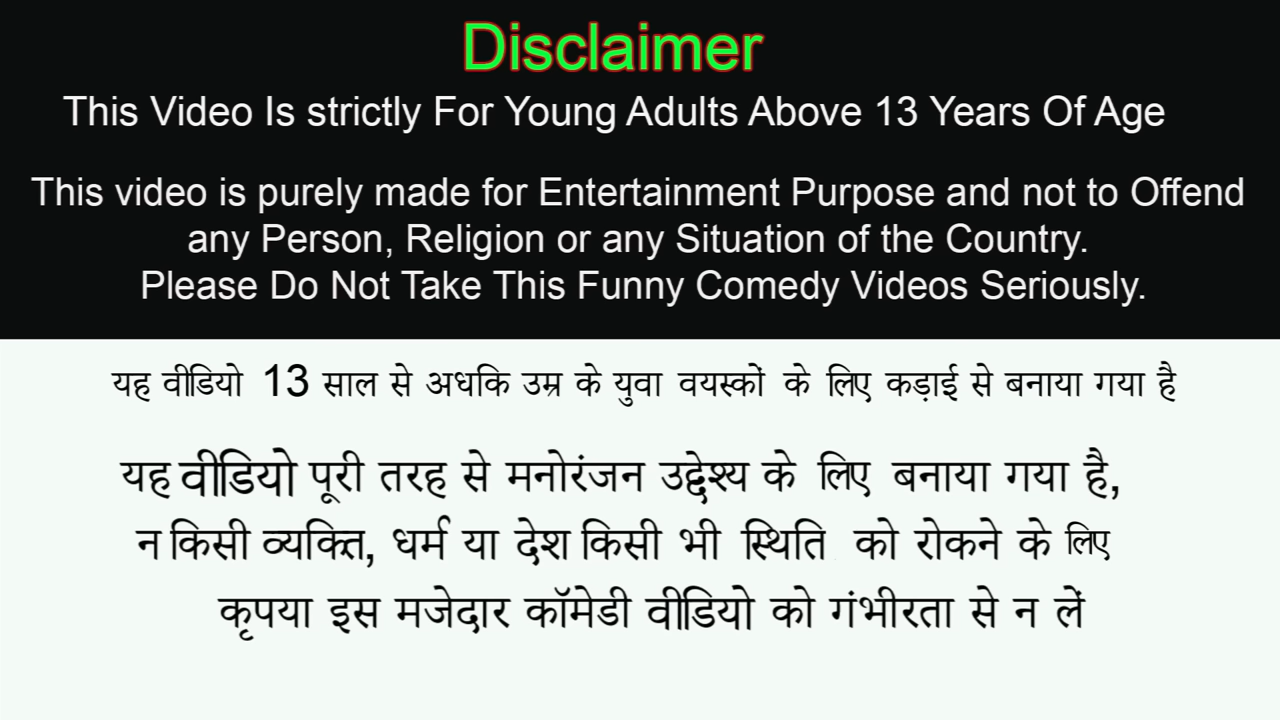 Disclaimer
This Video Is strictly For Young Adults Above 13 Years Of Age
This video is purely made for Entertainment Purpose and not to Offend
any Person, Religion or any Situation of the Country.
Please Do Not Take This Funny Comedy Videos Seriously.
यह वीडियो 13 साल से अधकि उम्र के युवा वयस्कों के लिए कड़ाई से बनाया गया है
यह वीडियो पूरी तरह से मनोरंजन उद्देश्य के लिए बनाया गया है,
न किसी व्यक्ति, धर्म या देश किसी भी स्थिति को रोकने के लिए
कृपया इस मजेदार कॉमेडी वीडियो को गंभीरता से न लें